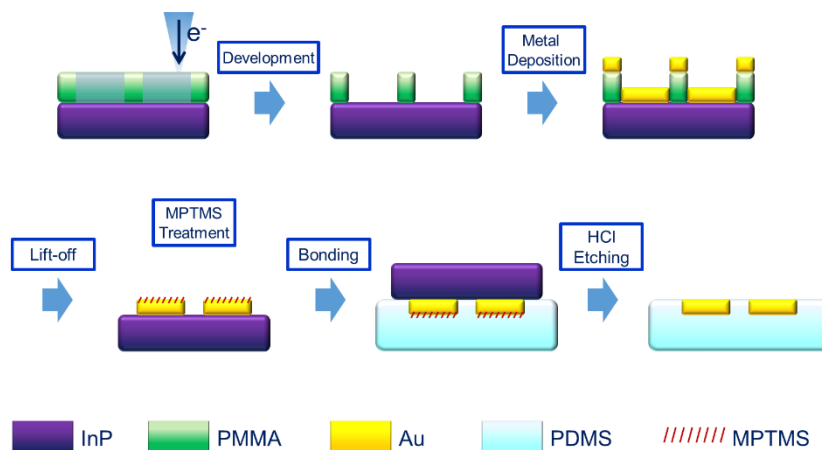 e-
Development
Metal
Deposition
Lift-off
MPTMS
Treatment
Bonding
HCl
Etching
InP
PMMA
Au
PDMS
MPTMS